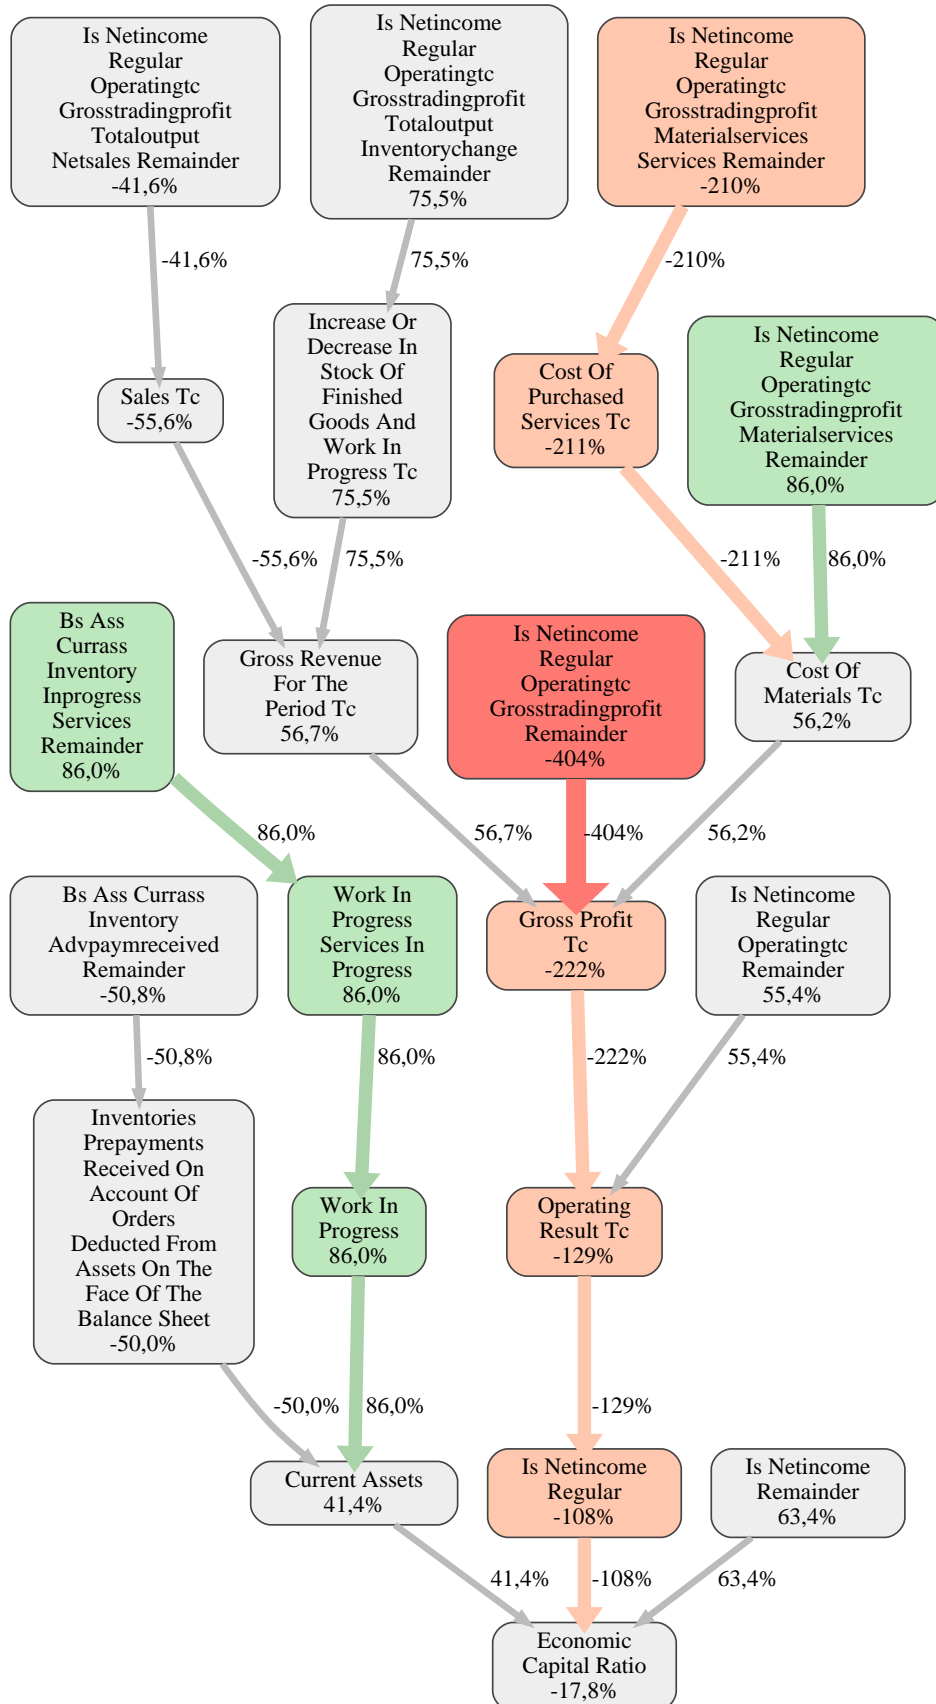 Is Netincome
Regular
Operatingtc
Grosstradingprofit
Totaloutput
Netsales Remainder
-41,6%
Is Netincome
Regular
Operatingtc
Grosstradingprofit
Totaloutput
Inventorychange
Remainder
75,5%
Is Netincome
Regular
Operatingtc
Grosstradingprofit
Materialservices
Services Remainder
-210%
-41,6%
75,5%
-210%
Sales Tc
-55,6%
Increase Or
Decrease In
Stock Of
Finished
Goods And
Work In
Progress Tc
75,5%
Cost Of
Purchased
Services Tc
-211%
Is Netincome
Regular
Operatingtc
Grosstradingprofit
Materialservices
Remainder
86,0%
-55,6%
75,5%
-211%
86,0%
Bs Ass
Currass
Inventory
Inprogress
Services
Remainder
86,0%
Gross Revenue
For The
Period Tc
56,7%
Is Netincome
Regular
Operatingtc
Grosstradingprofit
Remainder
-404%
Cost Of
Materials Tc
56,2%
86,0%
56,7%
-404%
56,2%
Bs Ass Currass
Inventory
Advpaymreceived
Remainder
-50,8%
Work In
Progress
Services In
Progress
86,0%
Gross Profit
Tc
-222%
Is Netincome
Regular
Operatingtc
Remainder
55,4%
-50,8%
86,0%
-222%
55,4%
Inventories
Prepayments
Received On
Account Of
Orders
Deducted From
Assets On The
Face Of The
Balance Sheet
-50,0%
Work In
Progress
86,0%
Operating
Result Tc
-129%
-50,0%
86,0%
-129%
Current Assets
41,4%
Is Netincome
Regular
-108%
Is Netincome
Remainder
63,4%
41,4%
-108%
63,4%
Economic
Capital Ratio
-17,8%